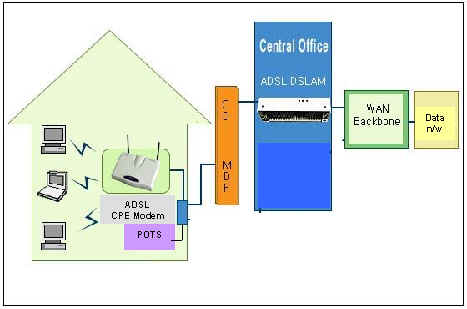 Central Office
ADSL DSLAM
WAN
Backbone
Data
n/w
MDF
ADSL
CPE Modem
POTS